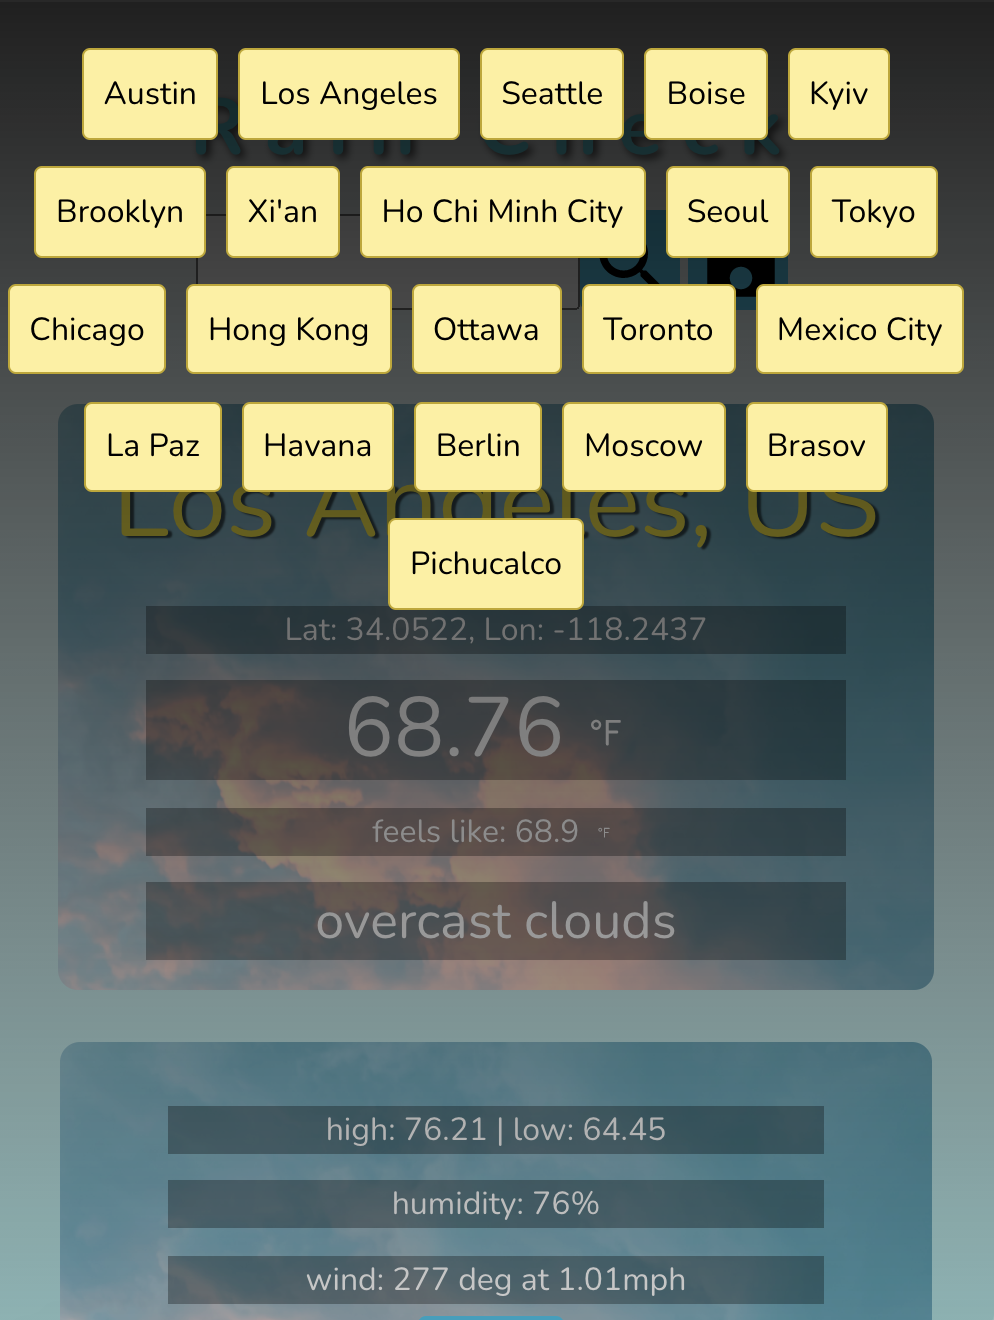 Austin Los Angeles Seattle Boise Kyiv
Rain Check
Brooklyn Xi'an Ho Chi Minh City Seoul Tokyo
Chicago Hong Kong Ottawa Toronto Mexico City
La Paz Havana Berlin Moscow Brasov
Los Angeles, US
Pichucalco
Lat: 34.0522, Lon: -118.2437
68.76 °F
feels like: 68.9 °F
overcast clouds
high: 76.21 | low: 64.45
humidity: 76%
wind: 277 deg at 1.01mph